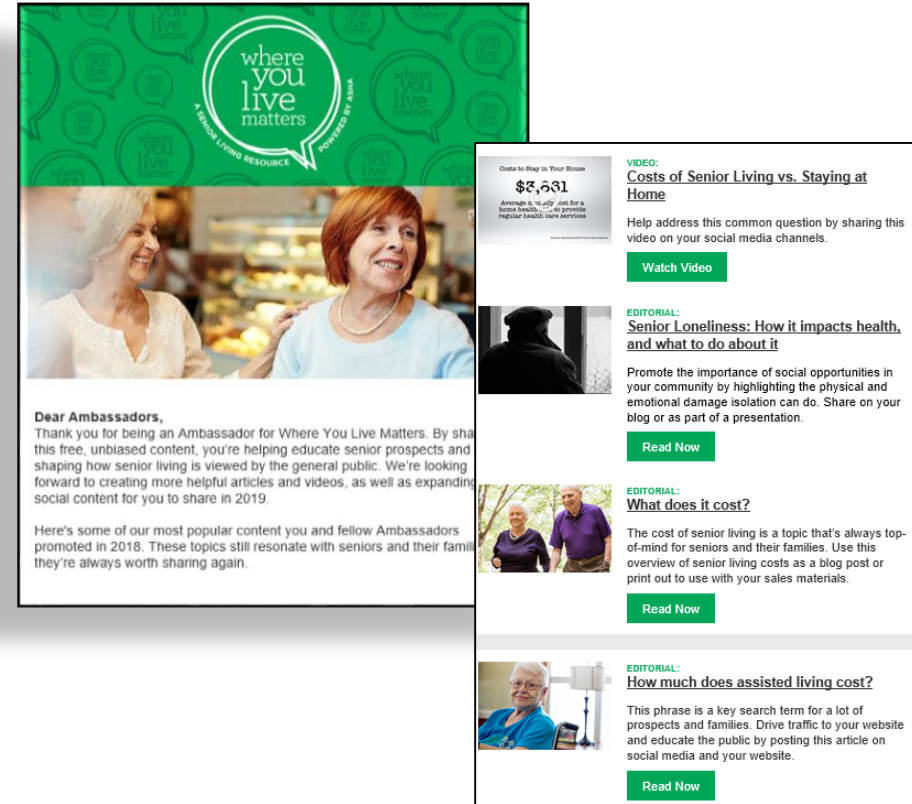 where
you
live
matters
A SENIOR LIVING RESOURCE
POWERED BY ASHA
Dear Ambassadors,
Thank you for being an Ambassador for Where You Live Matters. By
this free, unbiased content, you're helping educate senior prospects and
shaping how senior living is viewed by the general public. We're looking
forward to creating more helpful articles and videos, as well as expanding
social content for you to share in 2019.
Here's some of our most popular content you and fellow Ambassadors
promoted in 2018. These topics still resonate with seniors and their
they're always worth sharing again.
Costs to Stay in Your House
Average
home health to provide
regular health care services
VIDEO:
Costs of Senior Living vs. Staying at
Home
Help address this common question by sharing this
video on your social media channels.
Watch Video
EDITORIAL:
Senior Loneliness: How it impacts health,
and what to do about it
Promote the importance of social opportunities in
your community by highlighting the physical and
emotional damage isolation can do. Share on your
blog or as part of a presentation.
Read Now
EDITORIAL:
What does it cost?
The cost of senior living is a topic that's always top-
of-mind for seniors and their families. Use this
overview of senior living costs as a blog post or
print out to use with your sales materials.
Read Now
EDITORIAL:
How much does assisted living cost?
This phrase is a key search term for a lot of
prospects and families. Drive traffic to your website
and educate the public by posting this article on
social media and your website.
Read Now